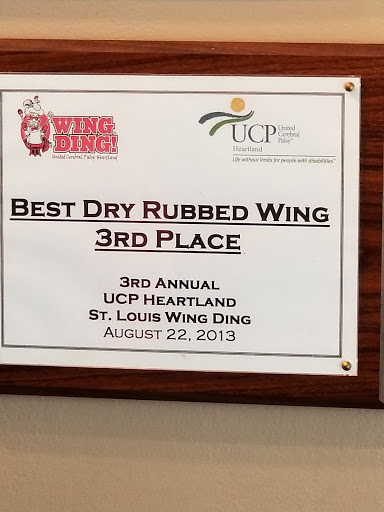 WING
DING!
United Cerebral Palsy Heartland
UCP
United
Cerebral
Palsy
Heartland
Life without limits for people with disabilities™
BEST DRY RUBBED WING
3RD PLACE
3RD ANNUAL
UCP HEARTLAND
ST. LOUIS WING DING
AUGUST 22, 2013